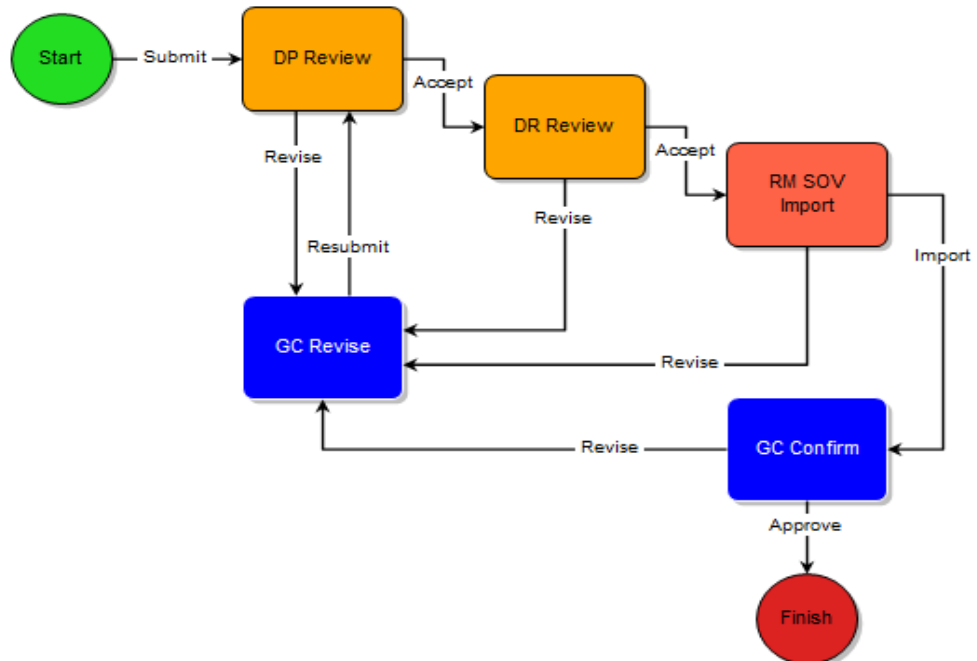 Start
Submit
DP Review
Accept
DR Review
Accept
RM SOV
Import
Revise
Resubmit
Revise
Import
GC Revise
Revise
Revise
GC Confirm
Approve
Finish